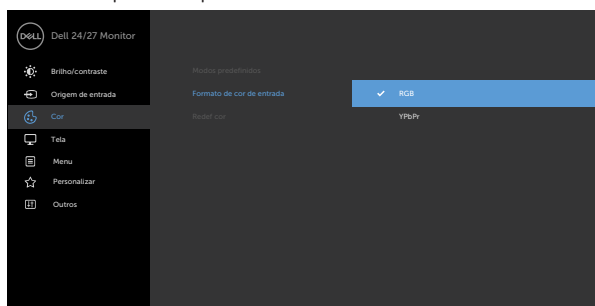 DELL Dell 24/27 Monitor
Brilho/contraste Modos predefinidos
Origem de entrada Formato de cor de entrada RGB
Cor Redef cor YPbPr
Tela
Menu
Personalizar
Outros